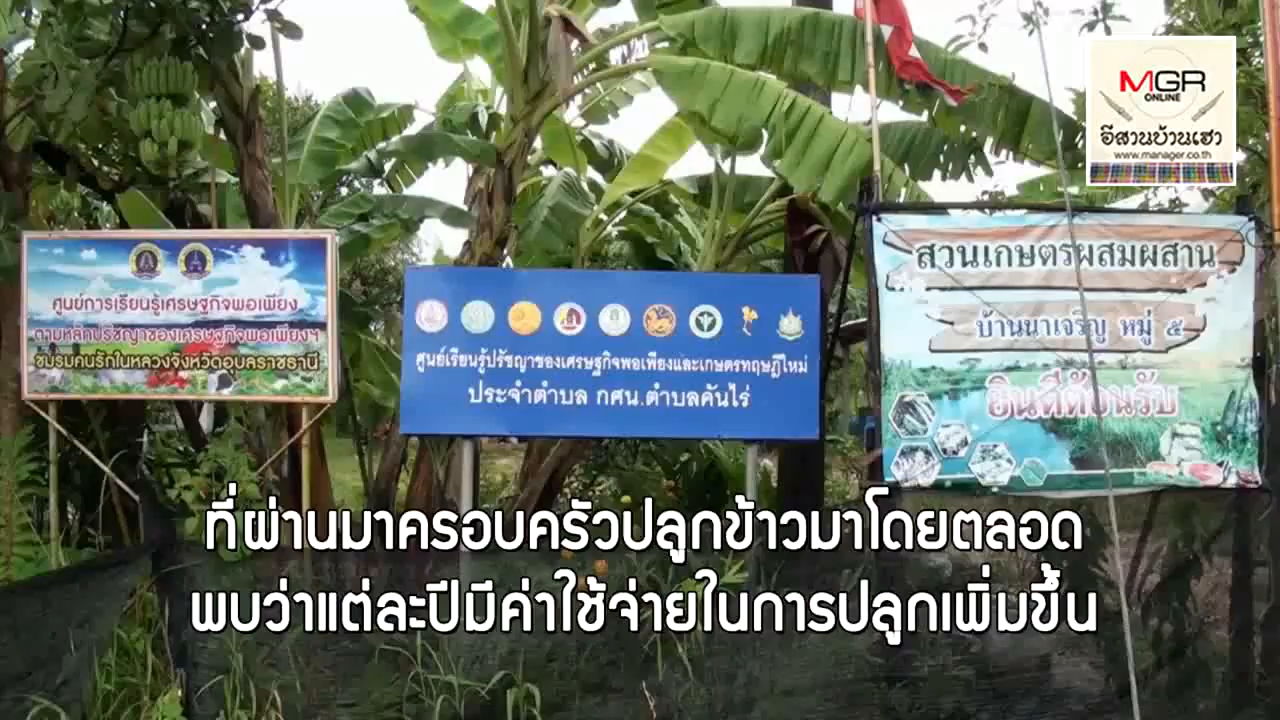 MGR
ONLINE
อีสานบ้านเฮา
www.manager.co.th
ศูนย์การเรียนรู้เศรษฐกิจพอเพียง
ตามหลักปรัชญาของเศรษฐกิจพอเพียงฯ
ชมรมคนรักในหลวงจังหวัดอุบลราชธานี
ศูนย์เรียนรู้ปรัชญาของเศรษฐกิจพอเพียงและเกษตรทฤษฎีใหม่
ประจำตำบล กศน.ตำบลคันไร่
สวนเกษตรผสมผสาน
บ้านนาเจริญ หมู่ ๕
ยินดีต้อนรับ
ที่ผ่านมาครอบครัวปลูกข้าวมาโดยตลอด
พบว่าแต่ละปีมีค่าใช้จ่ายในการปลูกเพิ่มขึ้น